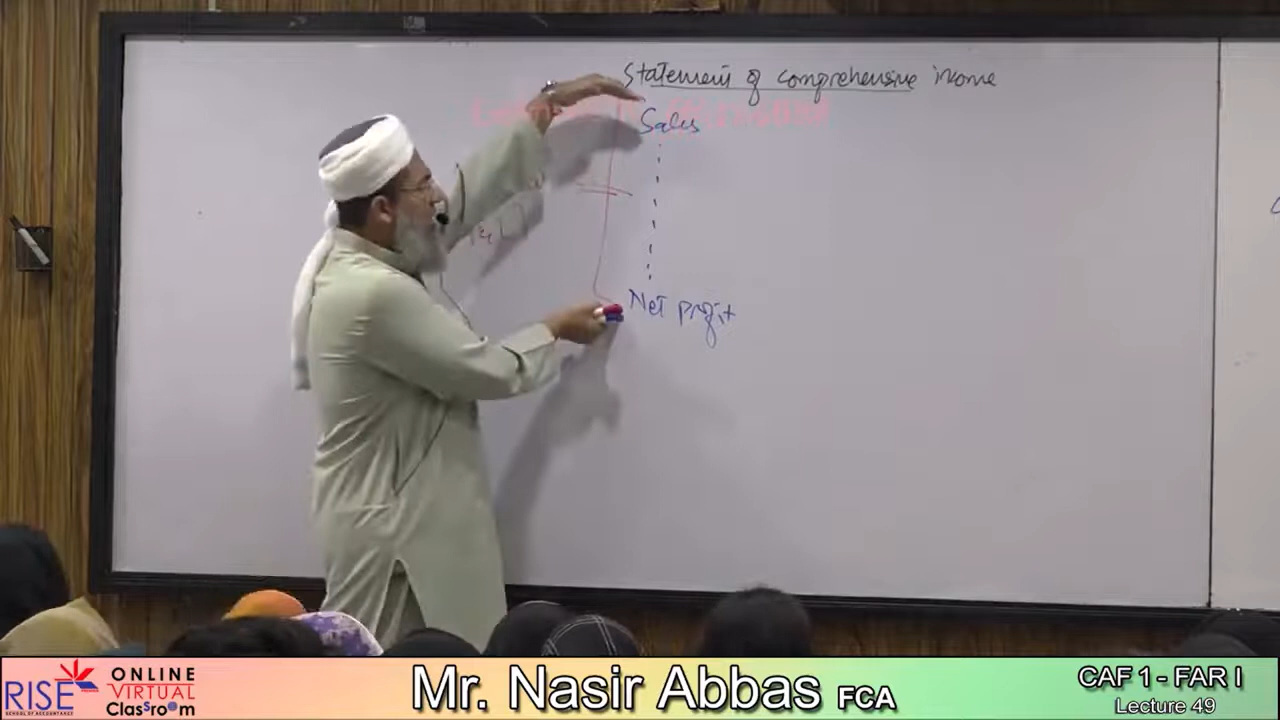 Statement of comprehensive income
Sales
Net profit
RISE
SCHOOL OF ACCOUNTANCY
ONLINE
VIRTUAL
Classroom
Mr. Nasir Abbas FCA
CAF 1 - FAR I
Lecture 49